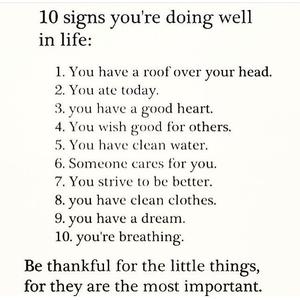 10 signs you're doing well
in life:
1. You have a roof over your head.
2. You ate today.
3. you have a good heart.
4. You wish good for others.
5. You have clean water.
6. Someone cares for you.
7. You strive to be better.
8. you have clean clothes.
9. you have a dream.
10. you're breathing.
Be thankful for the little things,
for they are the most important.